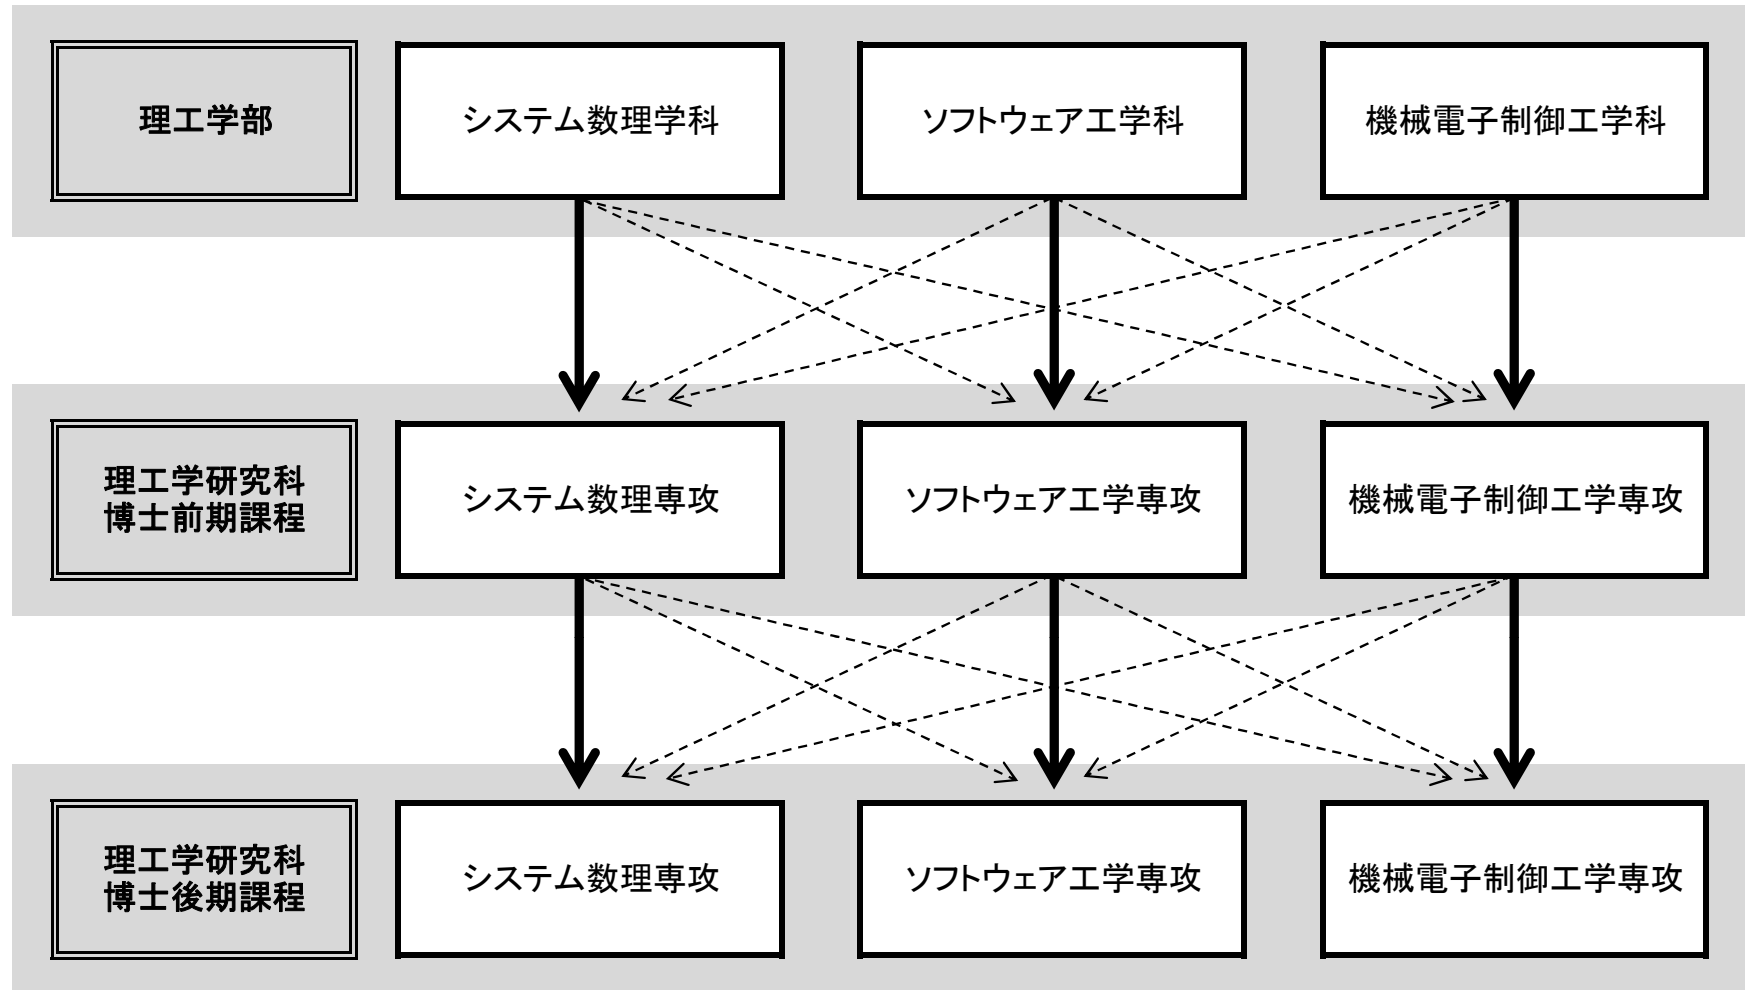 理工学部
システム数理学科
ソフトウェア工学科
機械電子制御工学科
理工学研究科
博士前期課程
システム数理専攻
ソフトウェア工学専攻
機械電子制御工学専攻
理工学研究科
博士後期課程
システム数理専攻
ソフトウェア工学専攻
機械電子制御工学専攻